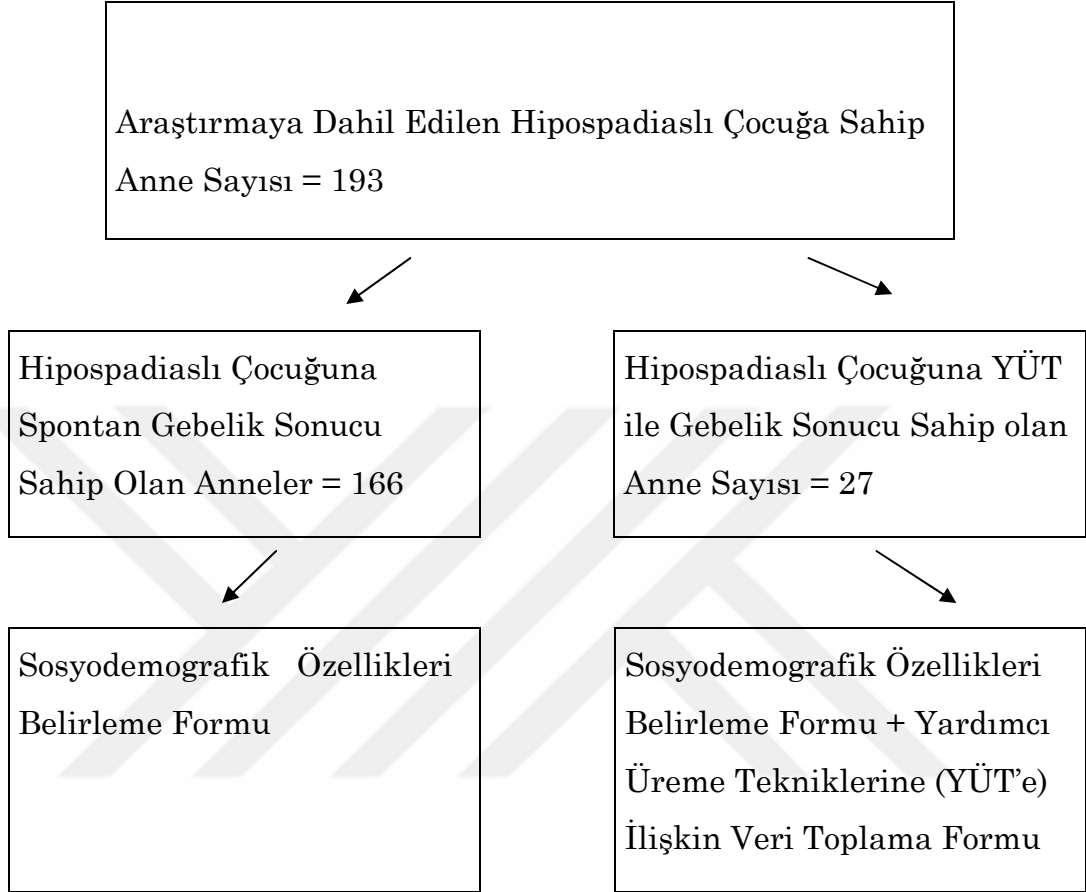 Araştırmaya Dahil Edilen Hipospadiaslı Çocuğa Sahip
Anne Sayısı = 193
Hipospadiaslı Çocuğuna
Spontan Gebelik Sonucu
Sahip Olan Anneler = 166
Hipospadiaslı Çocuğuna YÜT
ile Gebelik Sonucu Sahip olan
Anne Sayısı = 27
Sosyodemografik Özellikleri
Belirleme Formu
Sosyodemografik Özellikleri
Belirleme Formu + Yardımcı
Üreme Tekniklerine (YÜT’e)
İlişkin Veri Toplama Formu